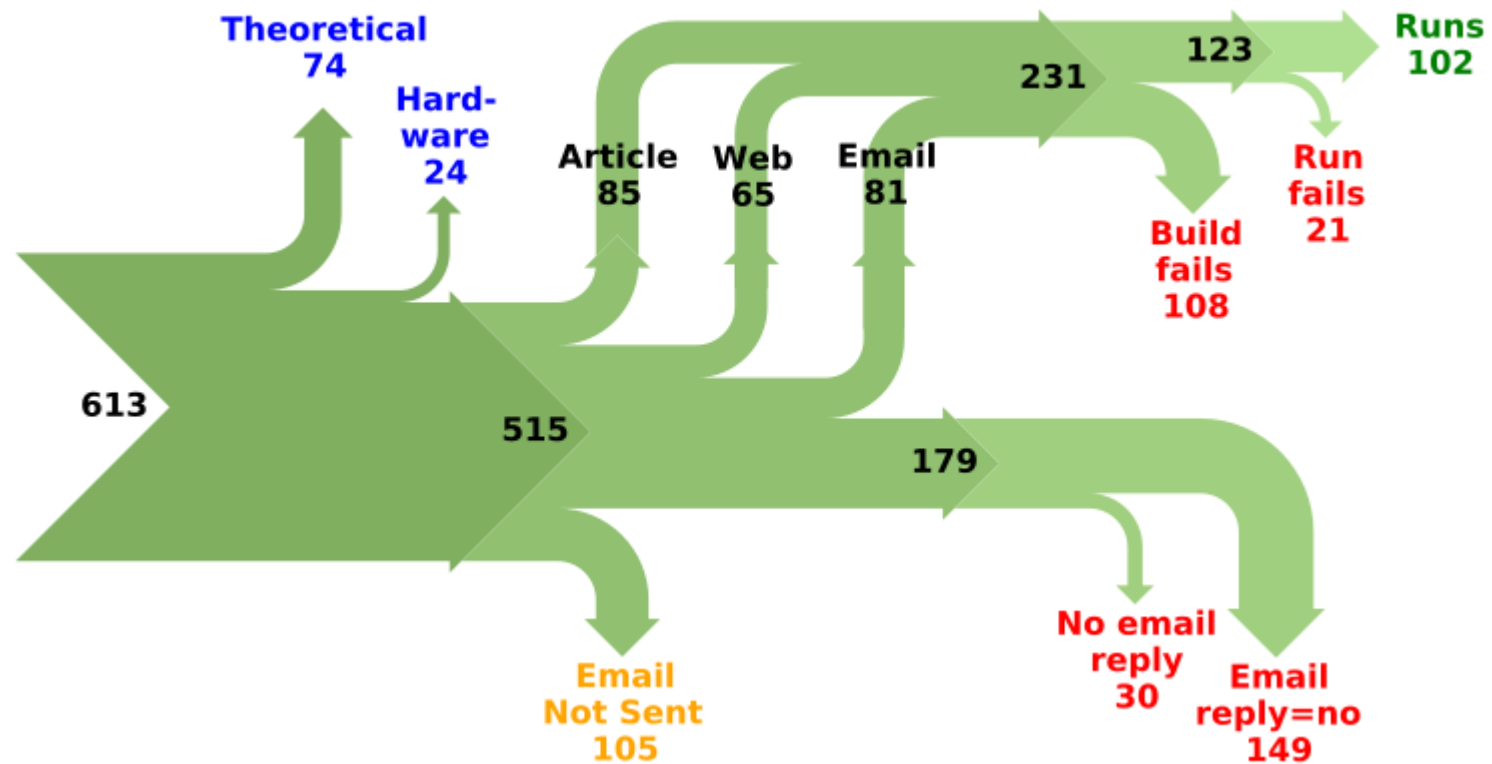 Theoretical
74
Hard-
ware
24
Article
85
Web
65
Email
81
231
123
Runs
102
Run
fails
21
Build
fails
108
613
515
179
No email
reply
30
Email
reply=no
149
Email
Not Sent
105